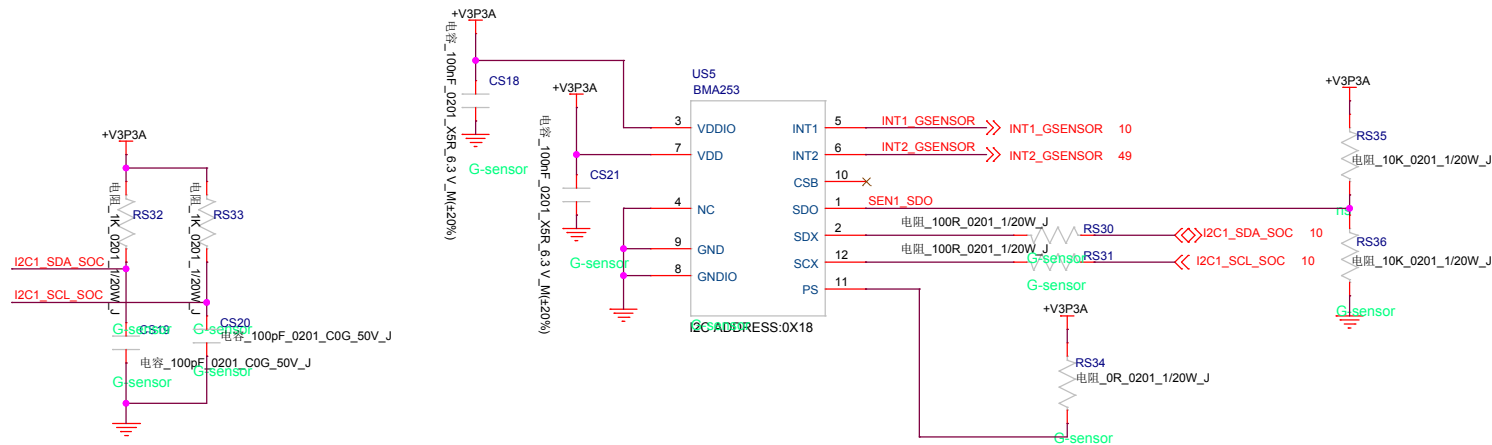 +V3P3A
RS32
电阻_1K_0201_1/20W_J
RS33
电阻_1K_0201_1/20W_J
I2C1_SDA_SOC
I2C1_SCL_SOC
G-sensor
CS19
G-sensor
CS20
电容_100pF_0201_C0G_50V_J
电容_100pF_0201_C0G_50V_J
G-sensor
G-sensor
+V3P3A
电容_100nF_0201_X5R_6.3 V_M(±20%)
CS18
G-sensor
+V3P3A
电容_100nF_0201_X5R_6.3 V_M(±20%)
CS21
G-sensor
US5
BMA253
3 VDDIO
7 VDD
4 NC
9 GND
8 GNDIO
INT1 5 INT1_GSENSOR INT1_GSENSOR 10
INT2 6 INT2_GSENSOR INT2_GSENSOR 49
CSB 10
SDO 1 SEN1_SDO
SDX 2 电阻_100R_0201_1/20W_J RS30 I2C1_SDA_SOC 10
G-sensor
SCX 12 电阻_100R_0201_1/20W_J RS31 I2C1_SCL_SOC 10
G-sensor
PS 11
G-sensor
I2C ADDRESS:0X18
+V3P3A
RS34
电阻_0R_0201_1/20W_J
G-sensor
+V3P3A
RS35
电阻_10K_0201_1/20W_J
RS36
电阻_10K_0201_1/20W_J
G-sensor